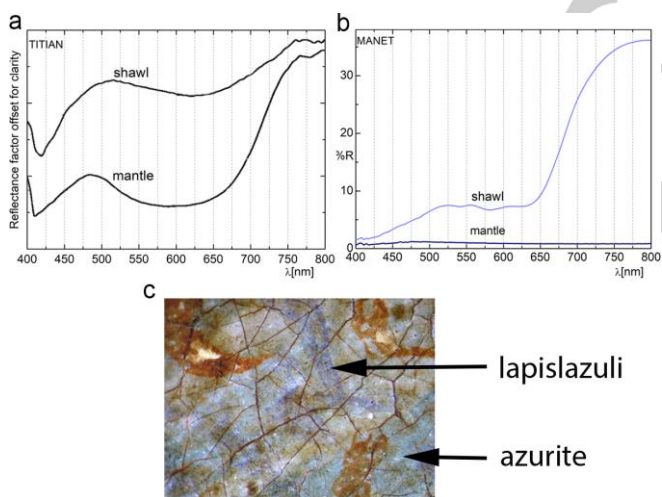 a
TITIAN
shawl
mantle
Reflectance factor offset for clarity
400 450 500 550 600 650 700 750 800
λ[nm]
b
MANET
30
20
%R
10
0
shawl
mantle
400 450 500 550 600 650 700 750 800
λ[nm]
c
lapislazuli
azurite